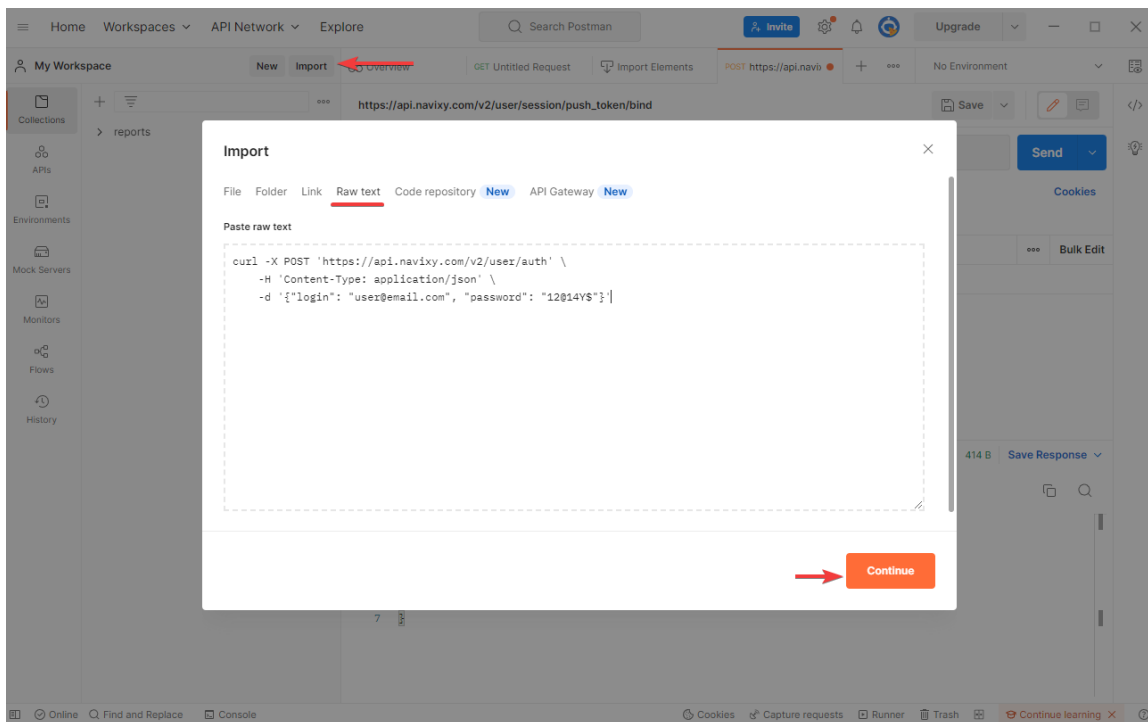 Home Workspaces API Network Explore Search Postman Invite Upgrade
My Workspace New Import Overview GET Untitled Request Import Elements POST https://api.navix No Environment
Collections
reports
https://api.navixy.com/v2/user/session/push_token/bind Save
APIs
Send
Environments
Cookies
Mock Servers
Bulk Edit
Monitors
Flows
History
Import
File Folder Link Raw text Code repository New API Gateway New
Paste raw text
curl -X POST 'https://api.navixy.com/v2/user/auth' \
-H 'Content-Type: application/json' \
-d '{"login": "user@email.com", "password": "12@14Y$"}'
414 B Save Response
Continue
7 }
Online Find and Replace Console Cookies Capture requests Runner Trash Continue learning